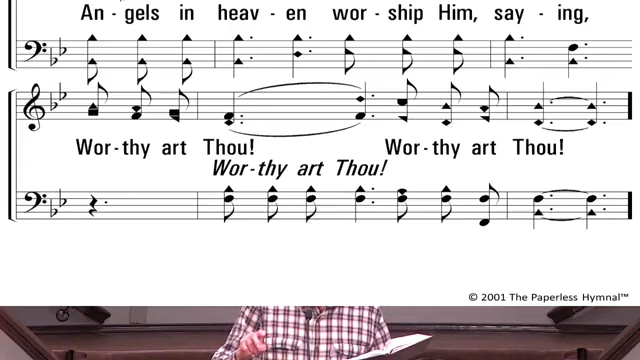 An - gels in heav - en wor - ship Him, say - ing,
Wor - thy art Thou! Wor - thy art Thou!
Wor - thy art Thou!
© 2001 The Paperless Hymnal™